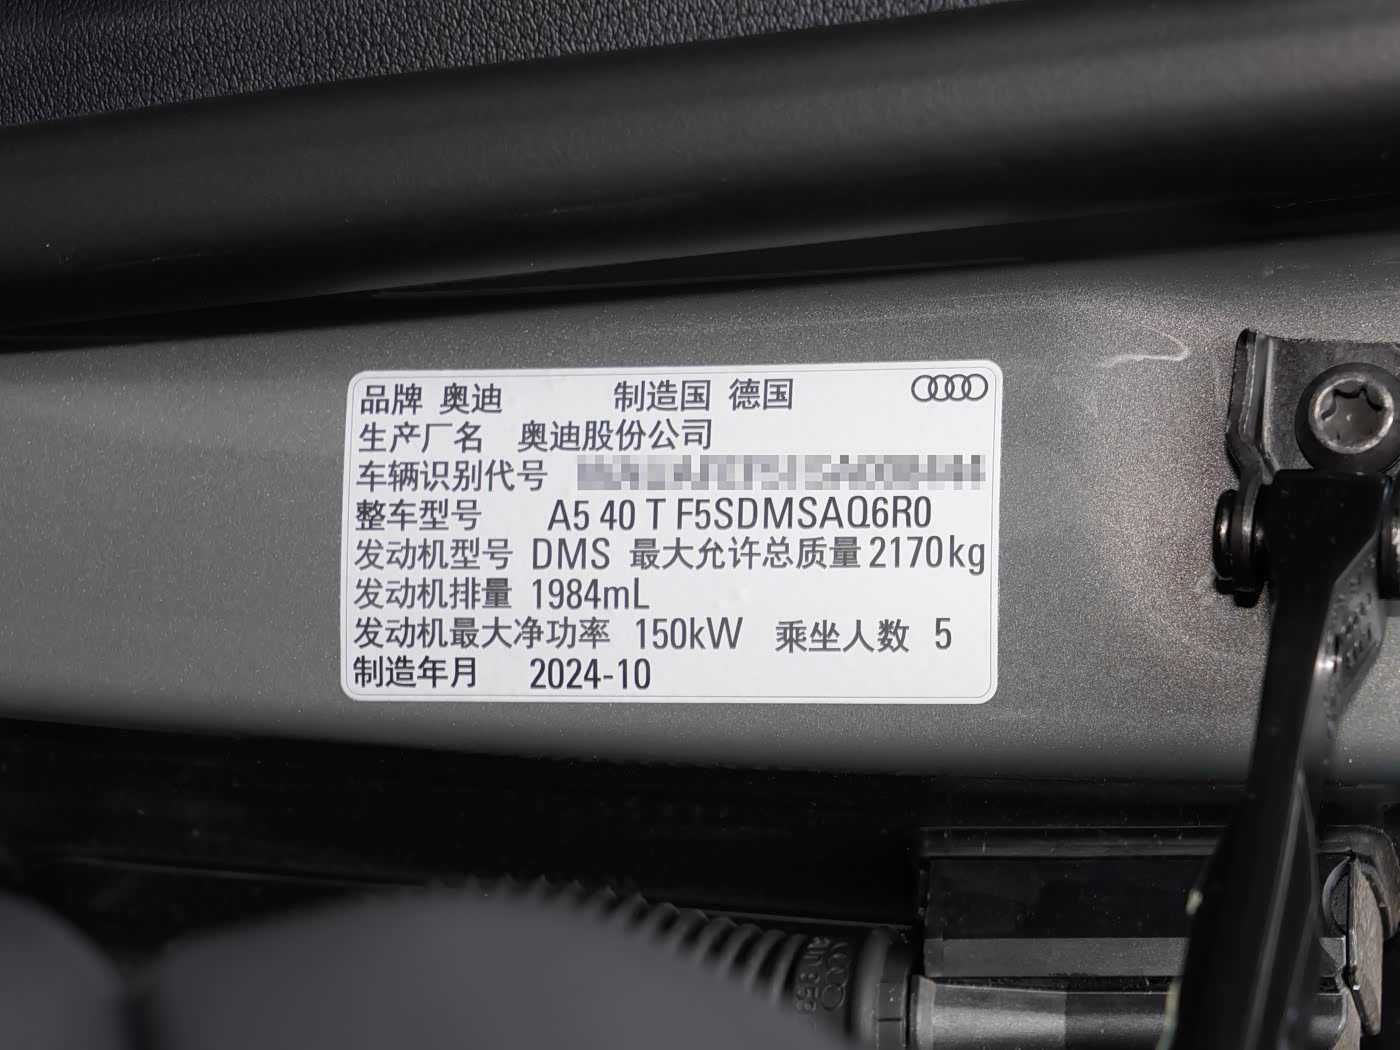 品牌 奥迪 制造国 德国
生产厂名 奥迪股份公司
车辆识别代号
整车型号 A5 40 T F5SDMSAQ6R0
发动机型号 DMS 最大允许总质量 2170kg
发动机排量 1984mL
发动机最大净功率 150kW 乘坐人数 5
制造年月 2024-10